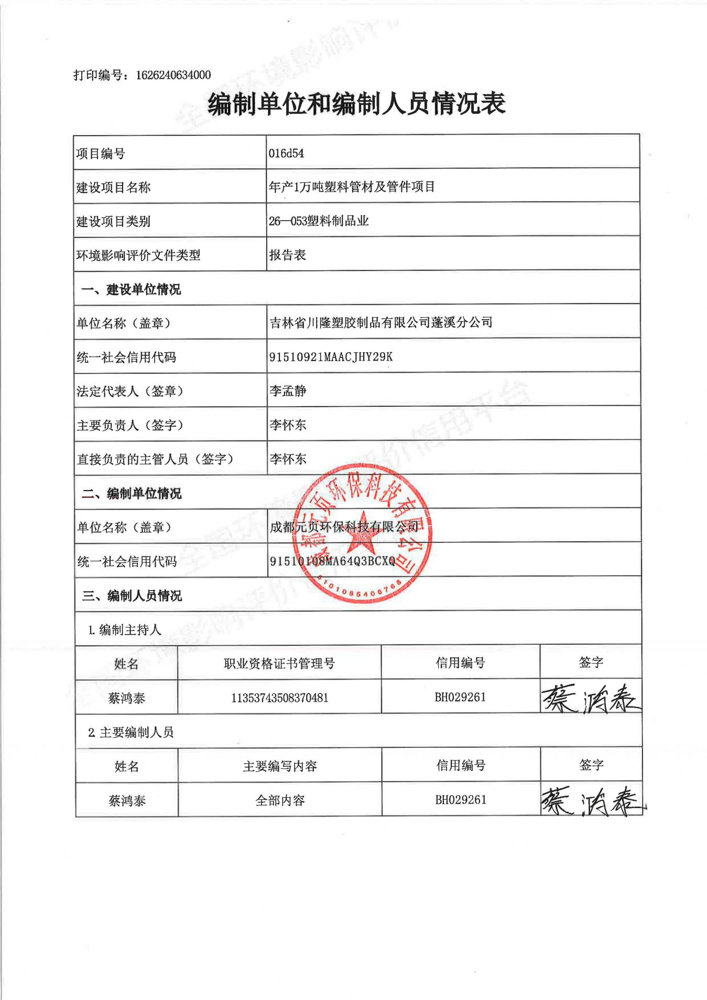 打印编号：1626240634000
编制单位和编制人员情况表
项目编号 016d54
建设项目名称 年产1万吨塑料管材及管件项目
建设项目类别 26—053塑料制品业
环境影响评价文件类型 报告表
一、建设单位情况
单位名称（盖章） 吉林省川隆塑胶制品有限公司蓬溪分公司
统一社会信用代码 91510921MAACJHY29K
法定代表人（签章） 李孟静
主要负责人（签字） 李怀东
直接负责的主管人员（签字） 李怀东
二、编制单位情况
单位名称（盖章） 成都元页环保科技有限公司
统一社会信用代码 91510108MA64Q3BCXQ
成都元页环保科技有限公司
5101085406768
三、编制人员情况
1.编制主持人
姓名 职业资格证书管理号 信用编号 签字
蔡鸿泰 11353743508370481 BH029261 蔡鸿泰
2.主要编制人员
姓名 主要编写内容 信用编号 签字
蔡鸿泰 全部内容 BH029261 蔡鸿泰